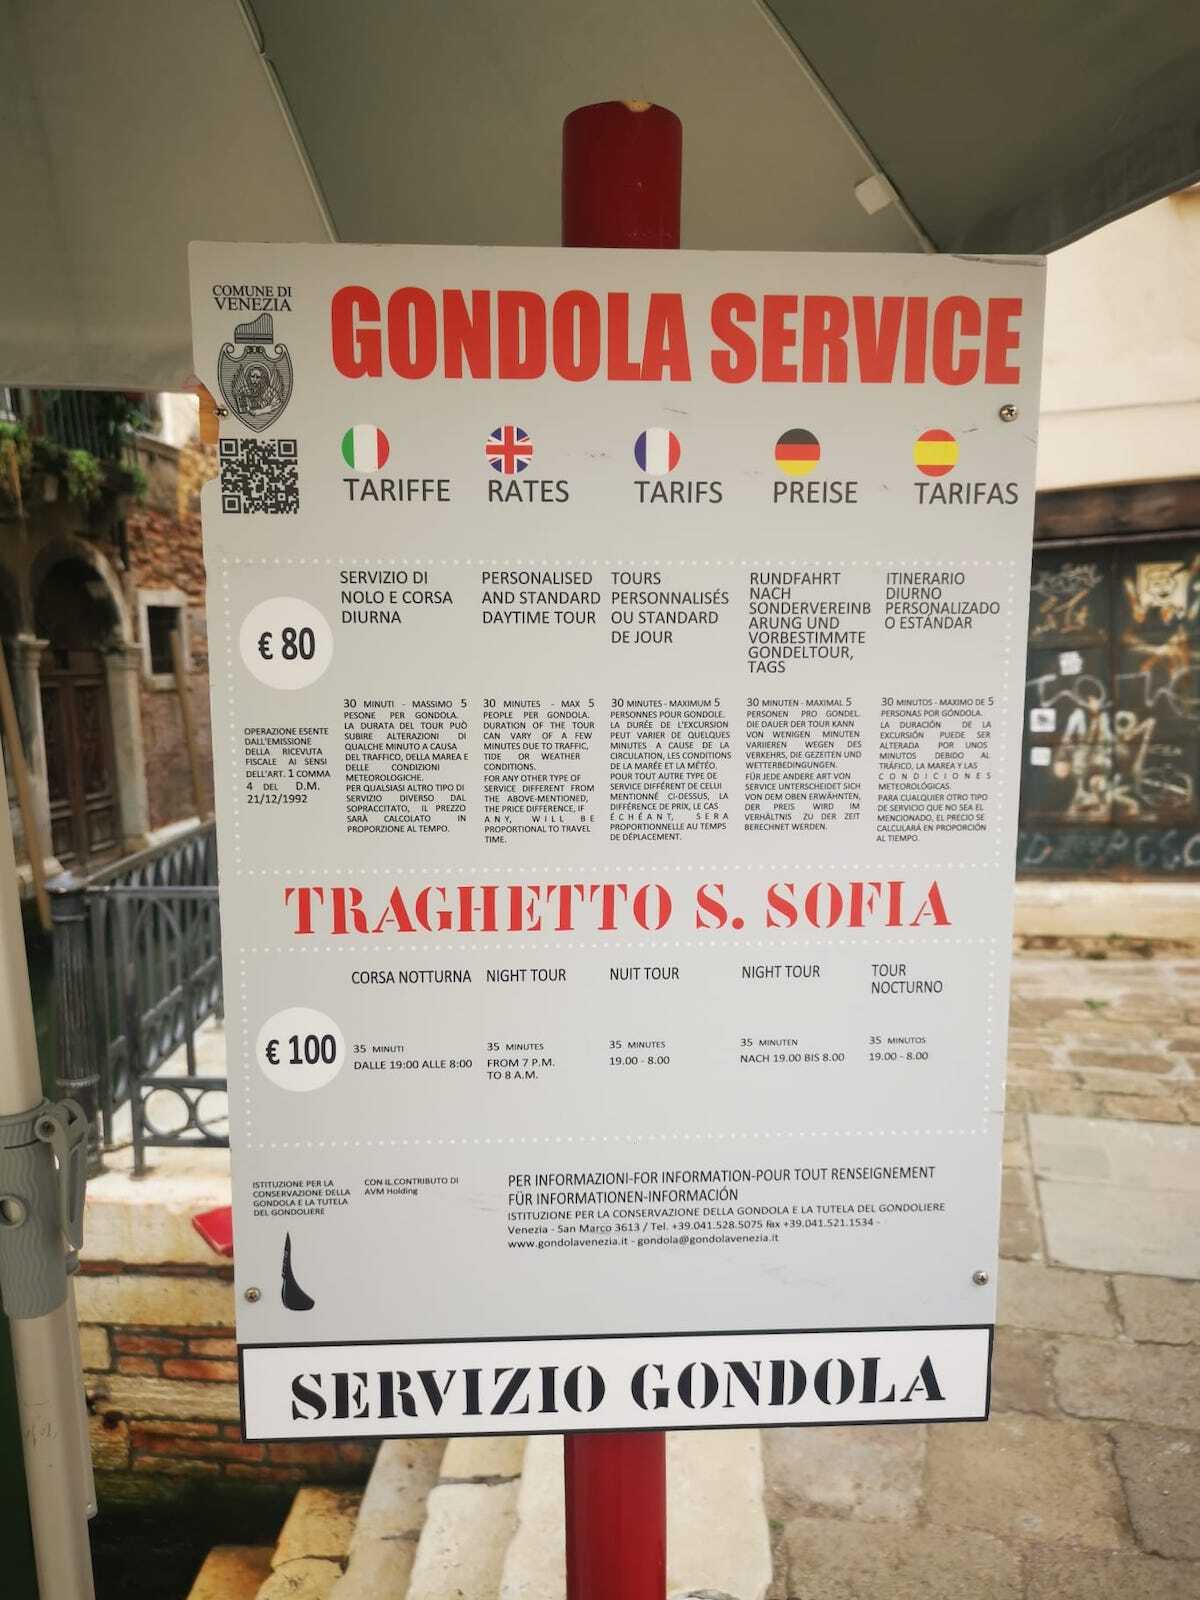 COMUNE DI
VENEZIA
GONDOLA SERVICE
TARIFFE
RATES
TARIFS
PREISE
TARIFAS
€ 80
SERVIZIO DI
NOLO E CORSA
DIURNA
PERSONALISED
AND STANDARD
DAYTIME TOUR
TOURS
PERSONNALISÉS
OU STANDARD
DE JOUR
RUNDFAHRT
NACH
SONDERVEREINB
ARUNG UND
VORBESTIMMTE
GONDELTOUR,
TAGS
ITINERARIO
DIURNO
PERSONALIZADO
O ESTÁNDAR
OPERAZIONE ESENTE
DALL'EMISSIONE
DELLA RICEVUTA
FISCALE AI SENSI
DELL'ART. 1 COMMA
4 DEL D.M.
21/12/1992
30 MINUTI - MASSIMO 5
PESONE PER GONDOLA.
LA DURATA DEL TOUR PUÒ
SUBIRE ALTERAZIONI DI
QUALCHE MINUTO A CAUSA
DEL TRAFFICO, DELLA MAREA E
DELLE CONDIZIONI
METEOROLOGICHE.
PER QUALSIASI ALTRO TIPO DI
SERVIZIO DIVERSO DAL
SOPRACCITATO, IL PREZZO
SARÀ CALCOLATO IN
PROPORZIONE AL TEMPO.
30 MINUTES - MAX 5
PEOPLE PER GONDOLA.
DURATION OF THE TOUR
CAN VARY OF A FEW
MINUTES DUE TO TRAFFIC,
TIDE OR WEATHER
CONDITIONS.
FOR ANY OTHER TYPE OF
SERVICE DIFFERENT FROM
THE ABOVE-MENTIONED,
THE PRICE DIFFERENCE, IF
ANY, WILL BE
PROPORTIONAL TO TRAVEL
TIME.
30 MINUTES - MAXIMUM 5
PERSONNES POUR GONDOLE.
LA DURÉE DE L'EXCURSION
PEUT VARIER DE QUELQUES
MINUTES A CAUSE DE LA
CIRCULATION, LES CONDITIONS
DE LA MARÉE ET LA MÉTÉO.
POUR TOUT AUTRE TYPE DE
SERVICE DIFFÉRENT DE CELUI
MENTIONNÉ CI-DESSUS, LA
DIFFÉRENCE DE PRIX, LE CAS
ÉCHÉANT, SERA
PROPORTIONNELLE AU TEMPS
DE DÉPLACEMENT.
30 MINUTEN - MAXIMAL 5
PERSONEN PRO GONDEL.
DIE DAUER DER TOUR KANN
VON WENIGEN MINUTEN
VARIIEREN WEGEN DES
VERKEHRS, DIE GEZEITEN UND
WETTERBEDINGUNGEN.
FÜR JEDE ANDERE ART VON
SERVICE UNTERSCHEIDET SICH
VON DEM OBEN ERWÄHNTEN,
DER PREIS WIRD IM
VERHÄLTNIS ZU DER ZEIT
BERECHNET WERDEN.
30 MINUTOS - MAXIMO DE 5
PERSONAS POR GÓNDOLA.
LA DURACIÓN DE LA
EXCURSIÓN PUEDE SER
ALTERADA POR UNOS
MINUTOS DEBIDO AL
TRÁFICO, LA MAREA Y LAS
CONDICIONES
METEOROLÓGICAS.
PARA CUALQUIER OTRO TIPO
DE SERVICIO QUE NO SEA EL
MENCIONADO, EL PRECIO SE
CALCULARÁ EN PROPORCIÓN
AL TIEMPO.
TRAGHETTO S. SOFIA
€ 100
CORSA NOTTURNA
NIGHT TOUR
NUIT TOUR
NIGHT TOUR
TOUR
NOCTURNO
35 MINUTI
DALLE 19:00 ALLE 8:00
35 MINUTES
FROM 7 P.M.
TO 8 A.M.
35 MINUTES
19.00 - 8.00
35 MINUTEN
NACH 19.00 BIS 8.00
35 MINUTOS
19.00 - 8.00
ISTITUZIONE PER LA
CONSERVAZIONE DELLA
GONDOLA E LA TUTELA
DEL GONDOLIERE
CON IL CONTRIBUTO DI
AVM Holding
PER INFORMAZIONI-FOR INFORMATION-POUR TOUT RENSEIGNEMENT
FÜR INFORMATIONEN-INFORMACIÓN
ISTITUZIONE PER LA CONSERVAZIONE DELLA GONDOLA E LA TUTELA DEL GONDOLIERE
Venezia - San Marco 3613 / Tel. +39.041.528.5075 fax +39.041.521.1534 -
www.gondolavenezia.it - gondola@gondolavenezia.it
SERVIZIO GONDOLA